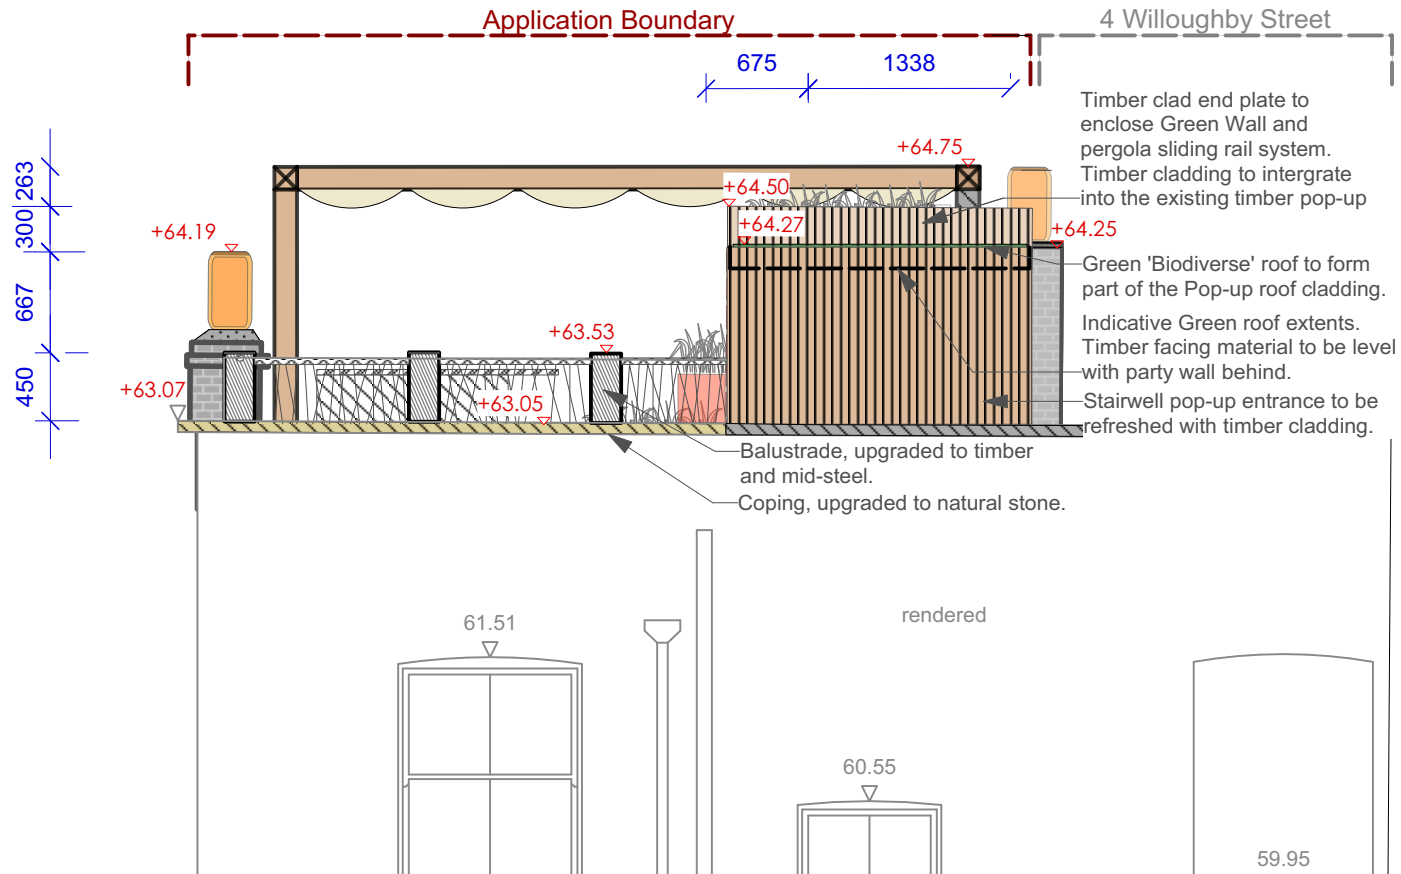 Application Boundary
4 Willoughby Street
675
1338
Timber clad end plate to
enclose Green Wall and
pergola sliding rail system.
Timber cladding to intergrate
into the existing timber pop-up
+64.75
+64.50
+64.27
+64.25
+64.19
263
300
667
450
Green 'Biodiverse' roof to form
part of the Pop-up roof cladding.
Indicative Green roof extents.
Timber facing material to be level
with party wall behind.
Stairwell pop-up entrance to be
refreshed with timber cladding.
+63.53
+63.07
+63.05
Balustrade, upgraded to timber
and mid-steel.
Coping, upgraded to natural stone.
rendered
61.51
60.55
59.95